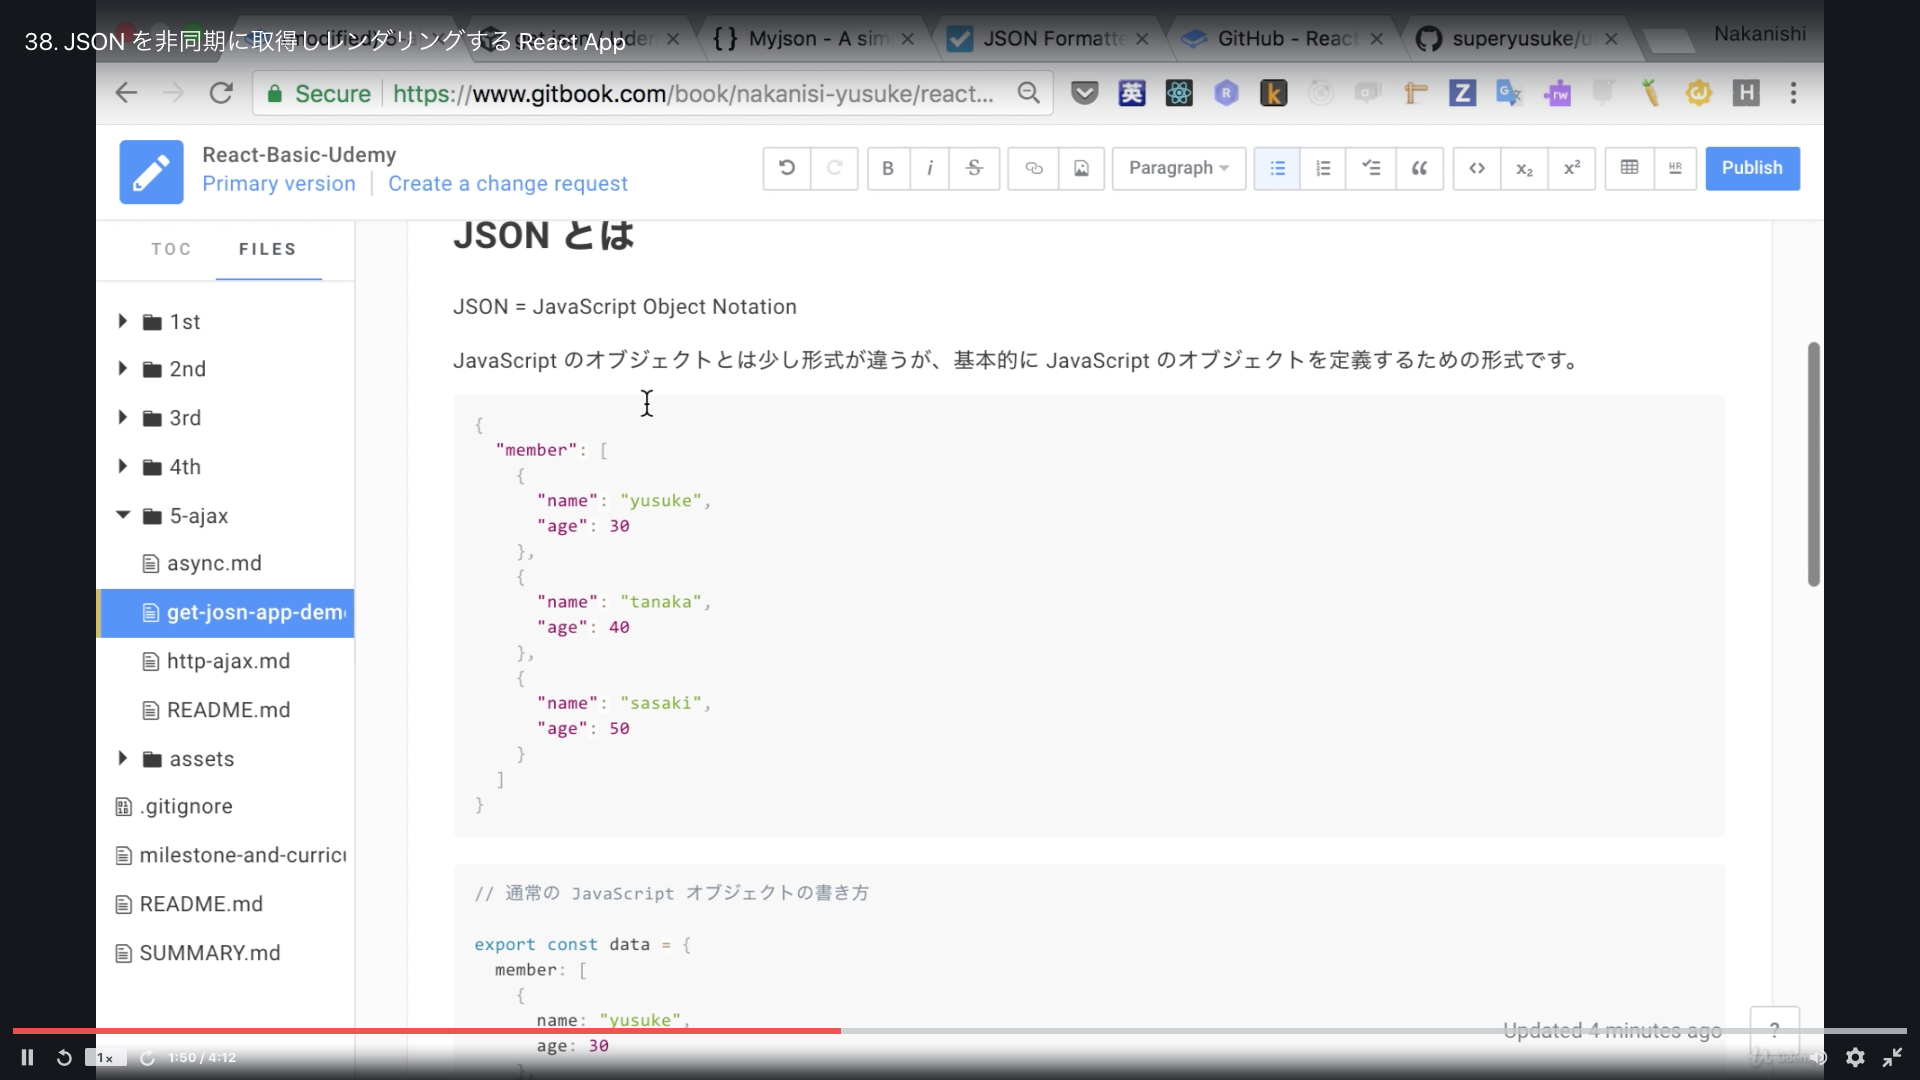 38. JSON を非同期に取得しレンダリングする React App
Myjson - A sim
JSON Formatte
GitHub - React
superyusuke/u
Nakanishi
Secure
https://www.gitbook.com/book/nakanisi-yusuke/react...
英
React-Basic-Udemy
Primary version
Create a change request
B
i
S
Paragraph
HR
Publish
TOC
FILES
1st
2nd
3rd
4th
5-ajax
async.md
get-josn-app-dem
http-ajax.md
README.md
assets
.gitignore
milestone-and-curric
README.md
SUMMARY.md
JSON とは
JSON = JavaScript Object Notation
JavaScript のオブジェクトとは少し形式が違うが、基本的に JavaScript のオブジェクトを定義するための形式です。
{
"member": [
{
"name": "yusuke",
"age": 30
},
{
"name": "tanaka",
"age": 40
},
{
"name": "sasaki",
"age": 50
}
]
}
// 通常の JavaScript オブジェクトの書き方
export const data = {
member: [
{
name: "yusuke",
age: 30
},
Updated 4 minutes ago
?
1x
1:50 / 4:12